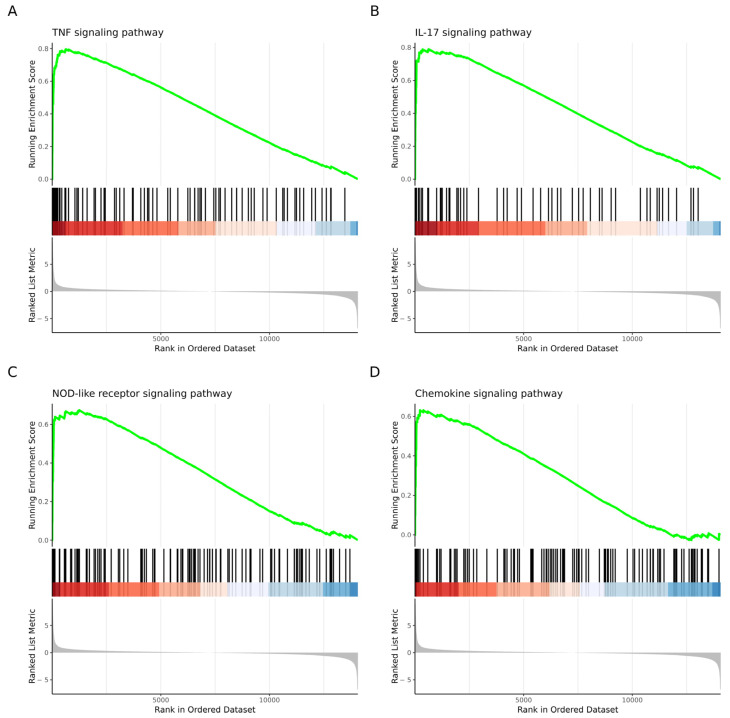 A
TNF signaling pathway
Running Enrichment Score
0.8
0.6
0.4
0.2
0.0
Ranked List Metric
5
0
−5
5000
10000
Rank in Ordered Dataset
B
IL-17 signaling pathway
Running Enrichment Score
0.8
0.6
0.4
0.2
0.0
Ranked List Metric
5
0
−5
5000
10000
Rank in Ordered Dataset
C
NOD-like receptor signaling pathway
Running Enrichment Score
0.6
0.4
0.2
0.0
Ranked List Metric
5
0
−5
5000
10000
Rank in Ordered Dataset
D
Chemokine signaling pathway
Running Enrichment Score
0.6
0.4
0.2
0.0
Ranked List Metric
5
0
−5
5000
10000
Rank in Ordered Dataset